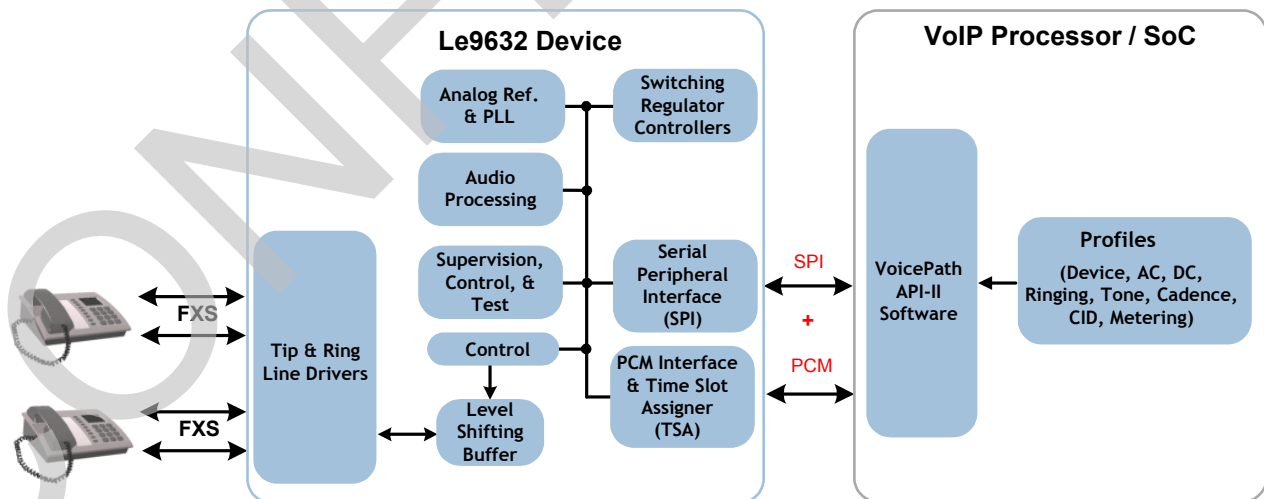 Le9632 Device
VoIP Processor / SoC
Analog Ref.
& PLL
Switching
Regulator
Controllers
Audio
Processing
Supervision,
Control, &
Test
Serial
Peripheral
Interface
(SPI)
Control
PCM Interface
& Time Slot
Assigner
(TSA)
Level
Shifting
Buffer
Tip & Ring
Line Drivers
FXS
FXS
SPI
+
PCM
VoicePath
API-II
Software
Profiles
(Device, AC, DC,
Ringing, Tone, Cadence,
CID, Metering)